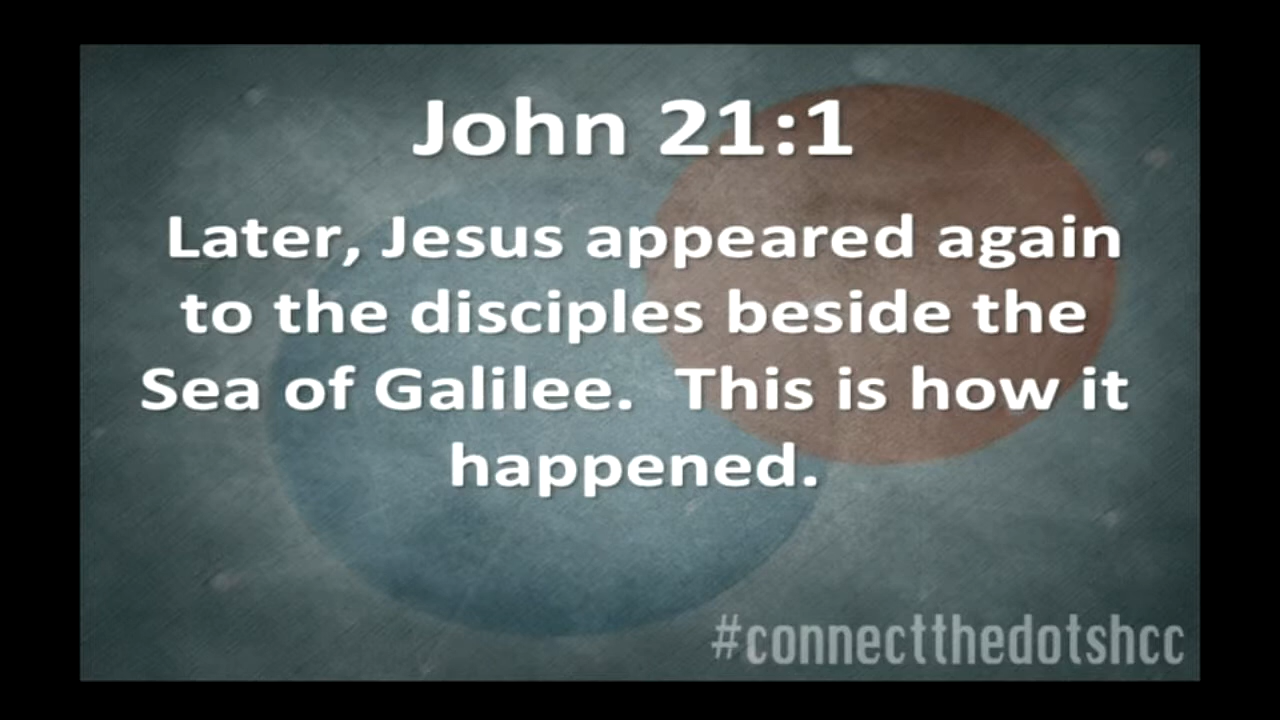 John 21:1
Later, Jesus appeared again
to the disciples beside the
Sea of Galilee.  This is how it
happened.
#connectthedotshcc